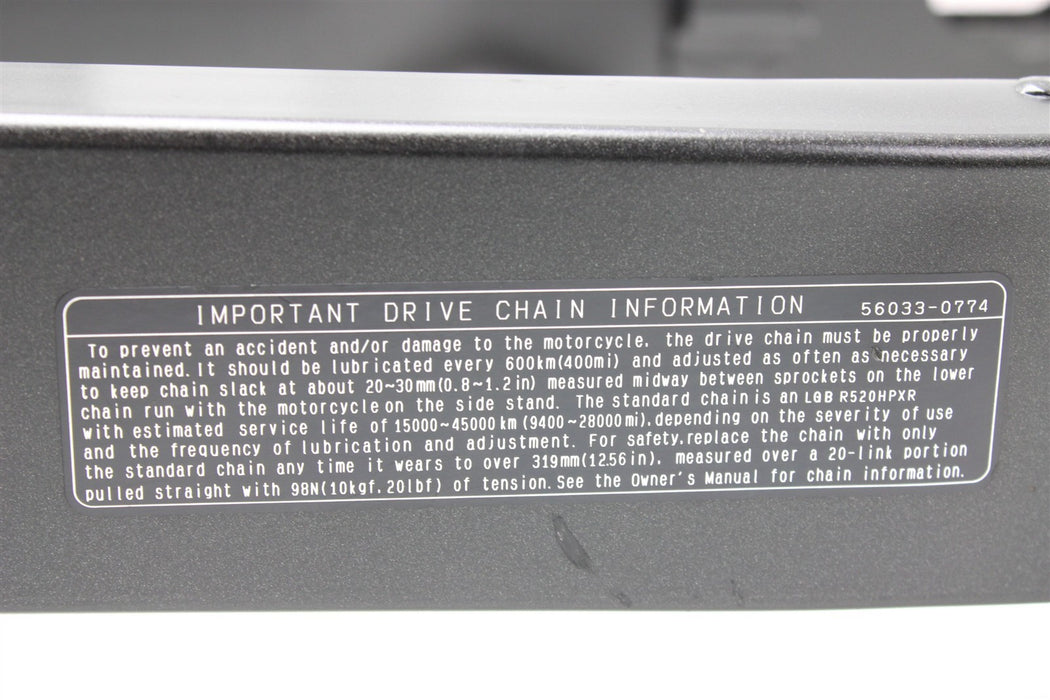 IMPORTANT DRIVE CHAIN INFORMATION 56033-0774
To prevent an accident and/or damage to the motorcycle, the drive chain must be properly
maintained. It should be lubricated every 600km(400mi) and adjusted as often as necessary
to keep chain slack at about 20~30mm(0.8~1.2in) measured midway between sprockets on the lower
chain run with the motorcycle on the side stand. The standard chain is an LGB R520HPXR
with estimated service life of 15000~45000km(9400~28000mi), depending on the severity of use
and the frequency of lubrication and adjustment. For safety, replace the chain with only
the standard chain any time it wears to over 319mm(12.56in), measured over a 20-link portion
pulled straight with 98N(10kgf, 20lbf) of tension. See the Owner's Manual for chain information.